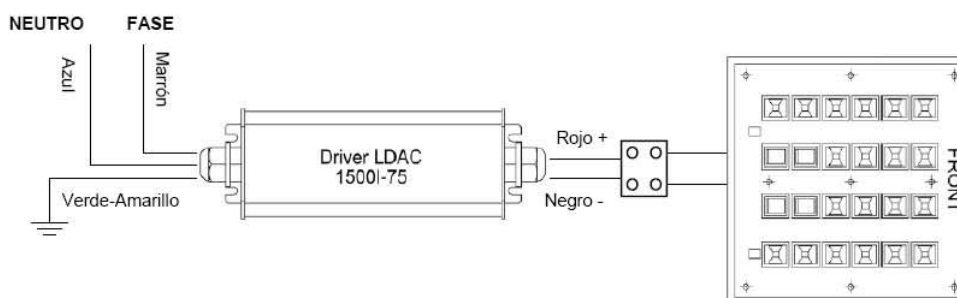 NEUTRO FASE
Azul
Marrón
Verde-Amarillo
Driver LDAC
1500I-75
Rojo +
Negro -
FRONT